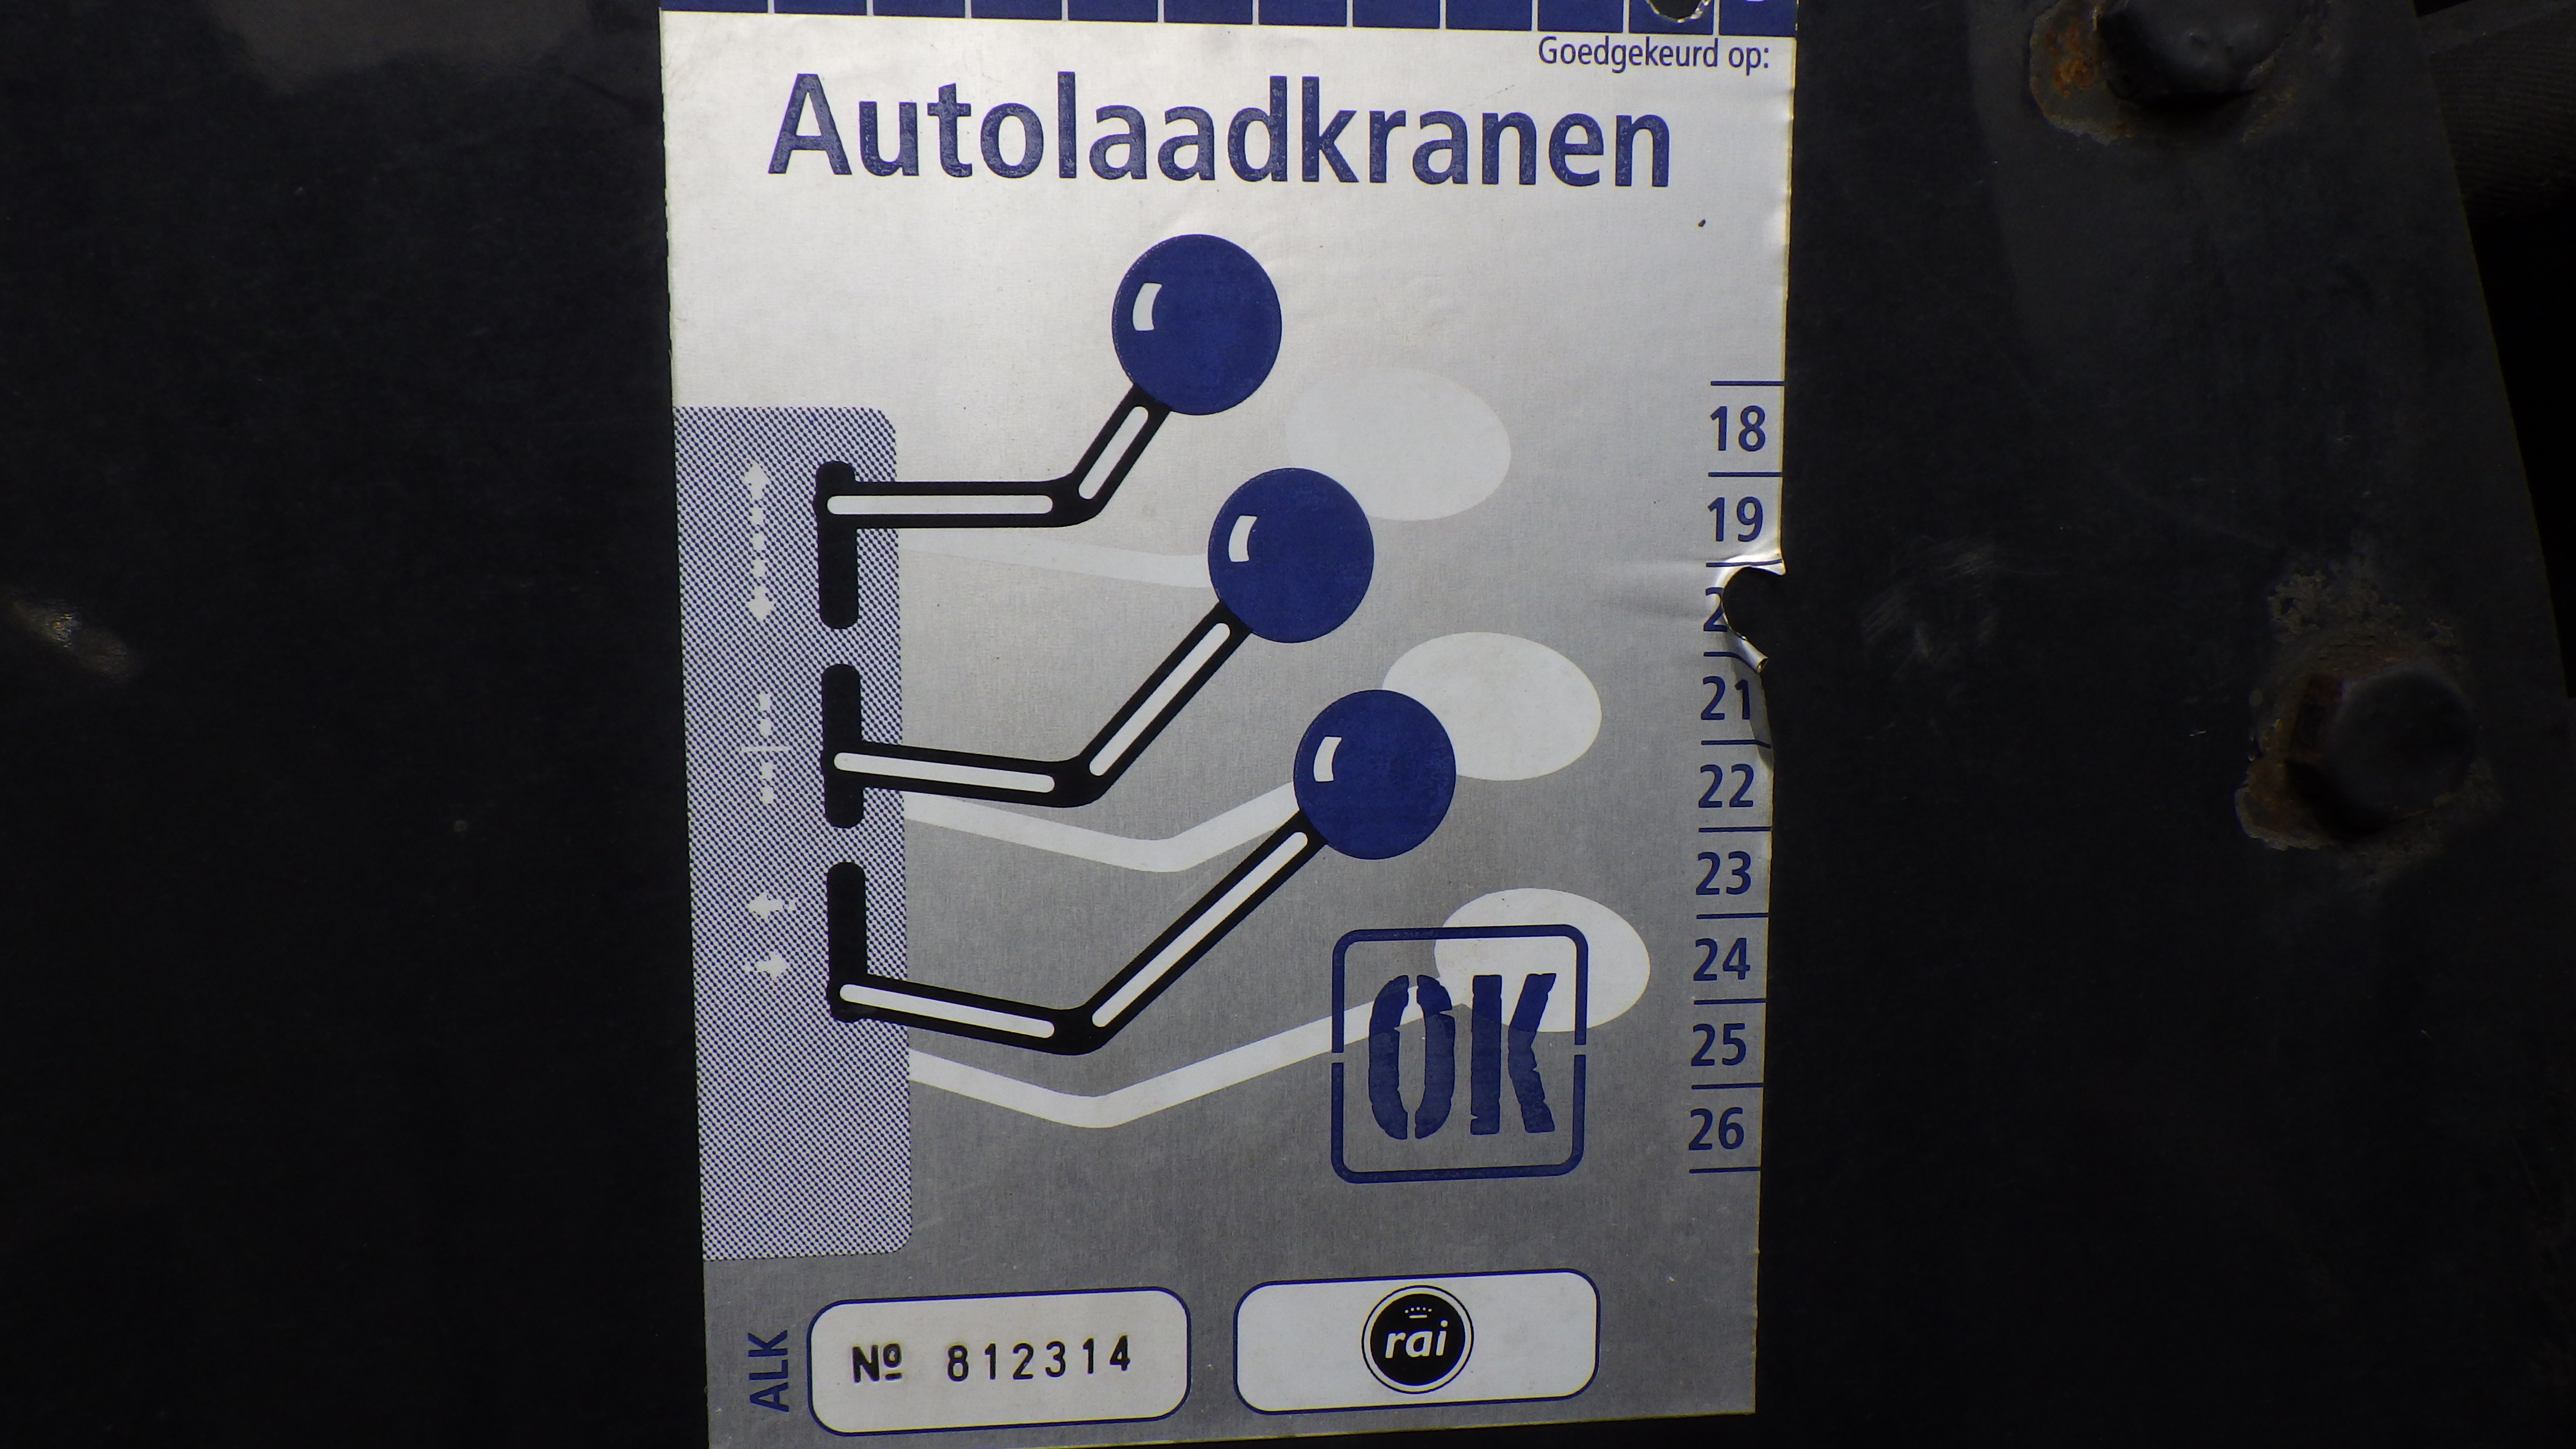 Goedgekeurd op:
Autolaadkranen
18
19
21
22
23
24
25
26
OK
ALK
Nº 812314
rai